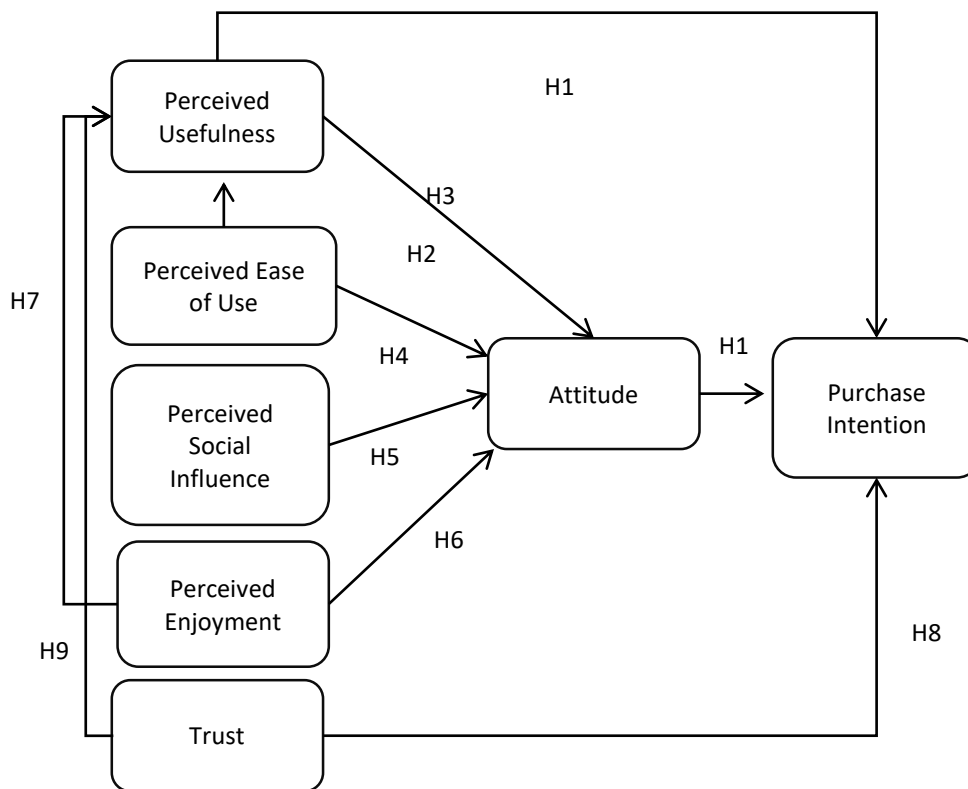 H1
Perceived
Usefulness
H3
H2
Perceived Ease
of Use
H7
H4
H1
Attitude
Purchase
Intention
Perceived
Social
Influence
H5
H6
Perceived
Enjoyment
H8
H9
Trust